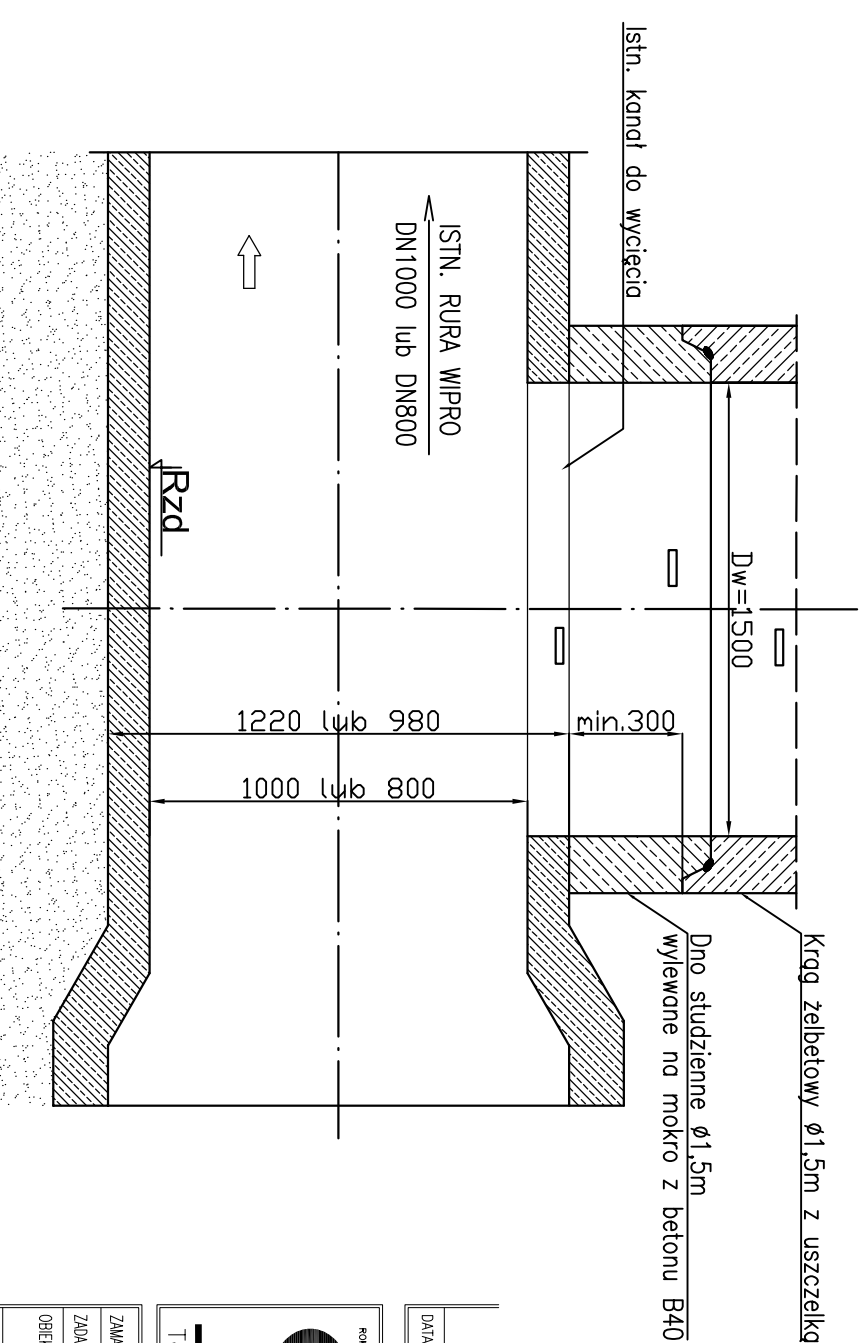 Istn. kanał do wycięcia
ISTN. RURA WIPRO
DN1000 lub DN800
Rzd
Dw=1500
1220 lub 980
min.300
1000 lub 800
Krąg żelbetowy ø1,5m z uszczelką
Dno studzienne ø1,5m
wylewane na mokro z betonu B40
DATA